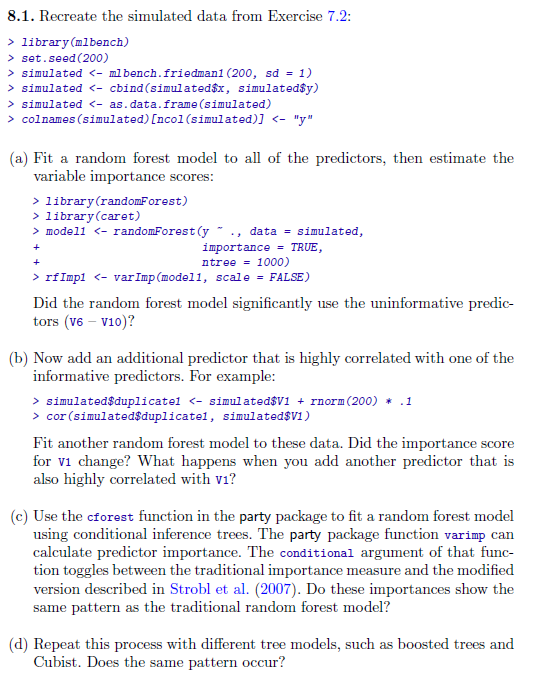 8.1. Recreate the simulated data from Exercise 7.2:
> library(mlbench)
> set.seed(200)
> simulated <- mlbench.friedman1(200, sd = 1)
> simulated <- cbind(simulated$x, simulated$y)
> simulated <- as.data.frame(simulated)
> colnames(simulated)[ncol(simulated)] <- "y"
(a) Fit a random forest model to all of the predictors, then estimate the
variable importance scores:
> library(randomForest)
> library(caret)
> model1 <- randomForest(y ~ ., data = simulated,
+ importance = TRUE,
+ ntree = 1000)
> rfImp1 <- varImp(model1, scale = FALSE)
Did the random forest model significantly use the uninformative predic-
tors (V6 – V10)?
(b) Now add an additional predictor that is highly correlated with one of the
informative predictors. For example:
> simulated$duplicate1 <- simulated$V1 + rnorm(200) * .1
> cor(simulated$duplicate1, simulated$V1)
Fit another random forest model to these data. Did the importance score
for V1 change? What happens when you add another predictor that is
also highly correlated with V1?
(c) Use the cforest function in the party package to fit a random forest model
using conditional inference trees. The party package function varimp can
calculate predictor importance. The conditional argument of that func-
tion toggles between the traditional importance measure and the modified
version described in Strobl et al. (2007). Do these importances show the
same pattern as the traditional random forest model?
(d) Repeat this process with different tree models, such as boosted trees and
Cubist. Does the same pattern occur?